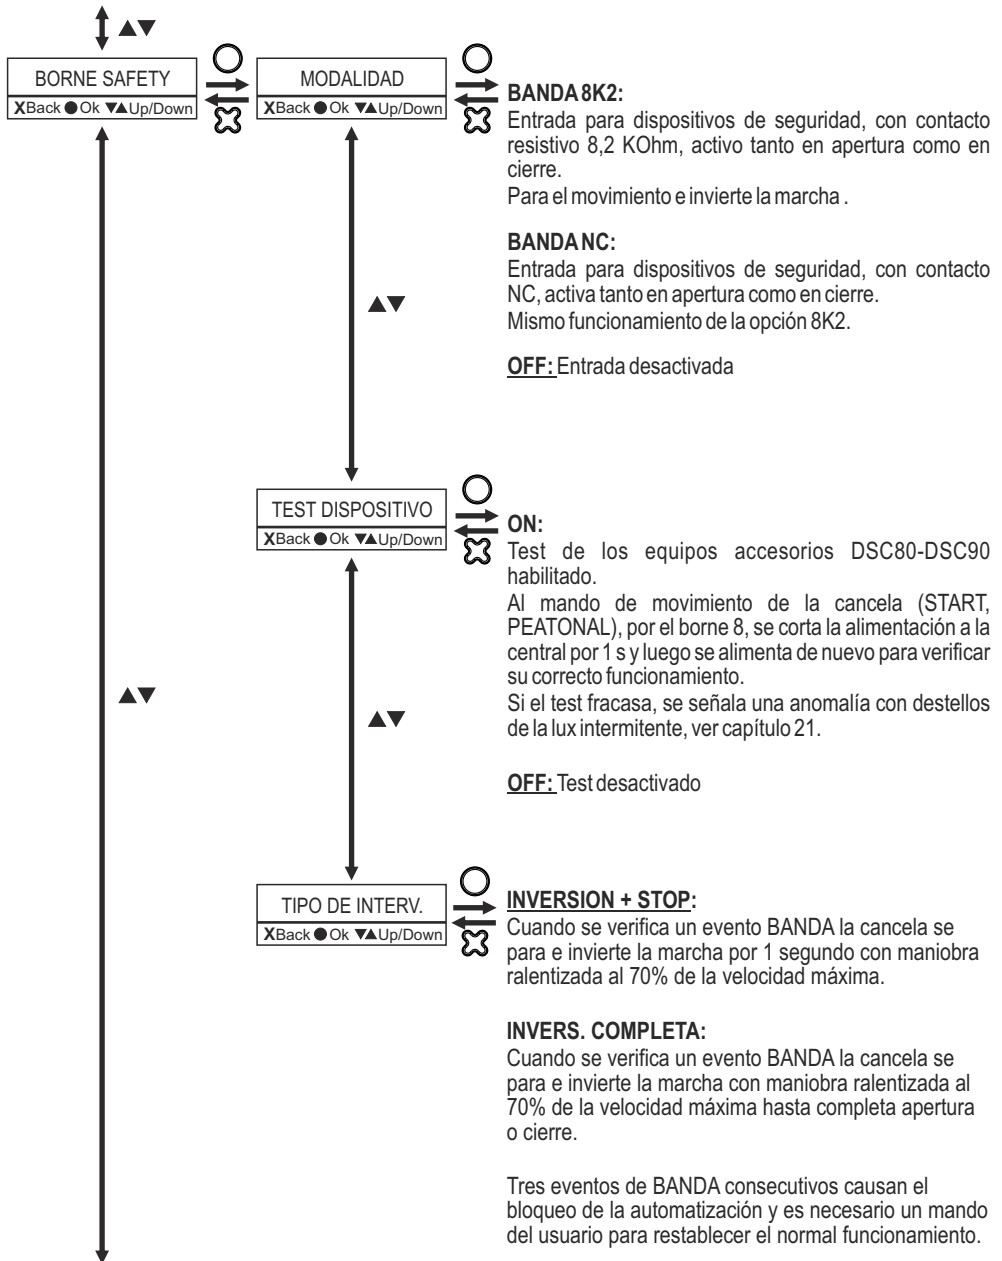 ▲▼
BORNE SAFETY
XBack ●Ok ▼▲Up/Down
MODALIDAD
XBack ●Ok ▼▲Up/Down
BANDA 8K2:
Entrada para dispositivos de seguridad, con contacto
resistivo 8,2 KOhm, activo tanto en apertura como en
cierre.
Para el movimiento e invierte la marcha .
BANDA NC:
Entrada para dispositivos de seguridad, con contacto
NC, activa tanto en apertura como en cierre.
Mismo funcionamiento de la opción 8K2.
OFF: Entrada desactivada
▲▼
TEST DISPOSITIVO
XBack ●Ok ▼▲Up/Down
ON:
Test de los equipos accesorios DSC80-DSC90
habilitado.
Al mando de movimiento de la cancela (START,
PEATONAL), por el borne 8, se corta la alimentación a la
central por 1 s y luego se alimenta de nuevo para verificar
su correcto funcionamiento.
Si el test fracasa, se señala una anomalía con destellos
de la lux intermitente, ver capítulo 21.
OFF: Test desactivado
▲▼
▲▼
TIPO DE INTERV.
XBack ●Ok ▼▲Up/Down
INVERSION + STOP:
Cuando se verifica un evento BANDA la cancela se
para e invierte la marcha por 1 segundo con maniobra
ralentizada al 70% de la velocidad máxima.
INVERS. COMPLETA:
Cuando se verifica un evento BANDA la cancela se
para e invierte la marcha con maniobra ralentizada al
70% de la velocidad máxima hasta completa apertura
o cierre.
Tres eventos de BANDA consecutivos causan el
bloqueo de la automatización y es necesario un mando
del usuario para restablecer el normal funcionamiento.